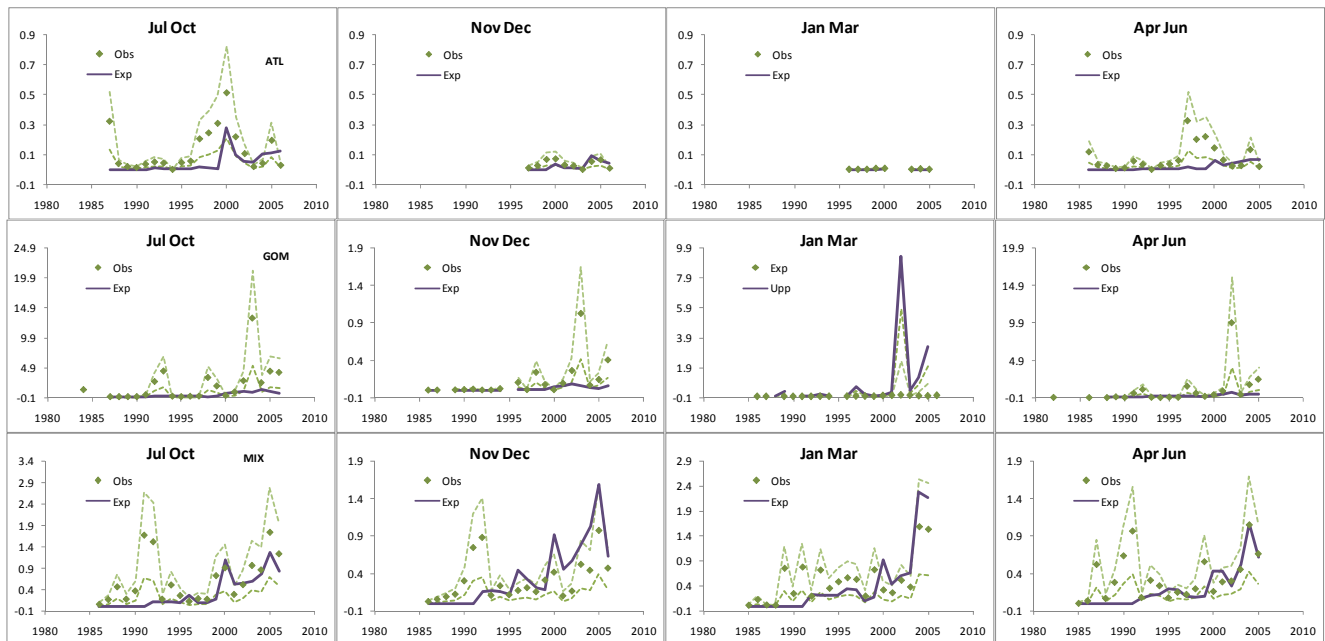 Jul Oct
0.9
Obs
ATL
0.7
Exp
0.5
0.3
0.1
-0.1
1980 1985 1990 1995 2000 2005 2010
Nov Dec
0.9
Obs
0.7
Exp
0.5
0.3
0.1
-0.1
1980 1985 1990 1995 2000 2005 2010
Jan Mar
0.9
Obs
0.7
Exp
0.5
0.3
0.1
-0.1
1980 1985 1990 1995 2000 2005 2010
Apr Jun
0.9
Obs
0.7
Exp
0.5
0.3
0.1
-0.1
1980 1985 1990 1995 2000 2005 2010
Jul Oct
24.9
GOM
Obs
19.9
Exp
14.9
9.9
4.9
-0.1
1980 1985 1990 1995 2000 2005 2010
Nov Dec
1.9
Obs
1.4
Exp
0.9
0.4
-0.1
1980 1985 1990 1995 2000 2005 2010
Jan Mar
9.9
Exp
7.9
Upp
5.9
3.9
1.9
-0.1
1980 1985 1990 1995 2000 2005 2010
Apr Jun
19.9
Obs
14.9
Exp
9.9
4.9
-0.1
1980 1985 1990 1995 2000 2005 2010
Jul Oct
MIX
3.4
Obs
2.9
Exp
2.4
1.9
1.4
0.9
0.4
-0.1
1980 1985 1990 1995 2000 2005 2010
Nov Dec
1.9
Obs
1.4
Exp
0.9
0.4
-0.1
1980 1985 1990 1995 2000 2005 2010
Jan Mar
2.9
Obs
2.4
Exp
1.9
1.4
0.9
0.4
-0.1
1980 1985 1990 1995 2000 2005 2010
Apr Jun
1.9
Obs
1.4
Exp
0.9
0.4
-0.1
1980 1985 1990 1995 2000 2005 2010